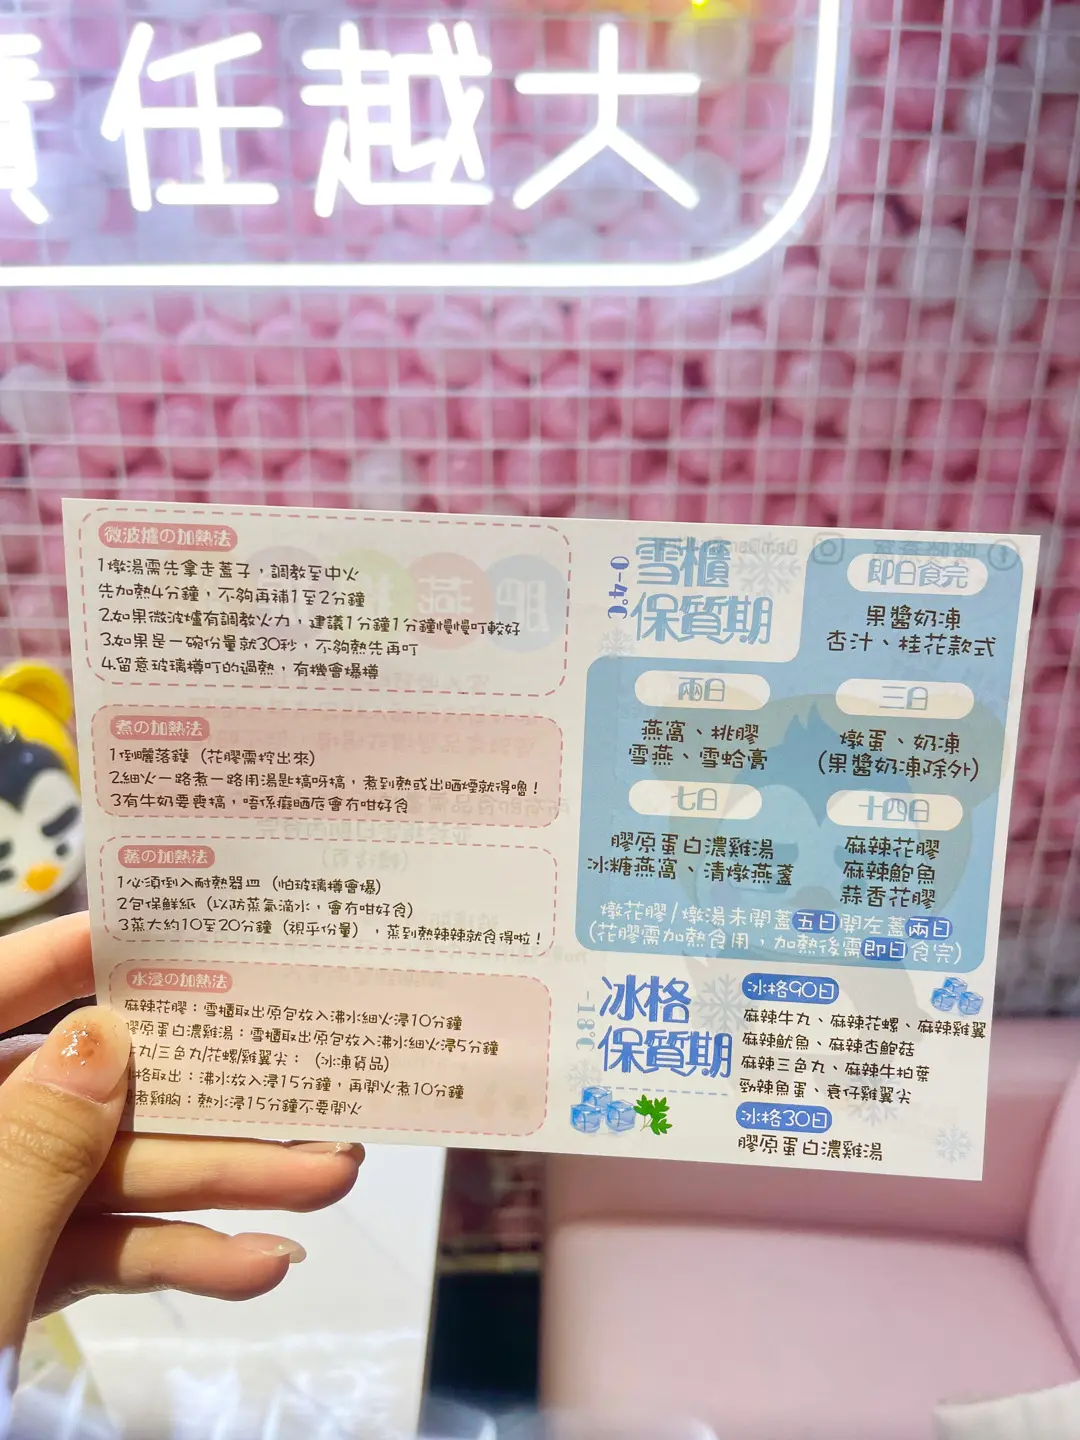 責任越大
微波爐の加熱法
1燉湯需先拿走蓋子，調教至中火
先加熱4分鐘，不夠再補1至2分鐘
2.如果微波爐有調教火力，建議1分鐘1分鐘慢慢叮較好
3.如果是一碗份量就30秒，不夠熱先再叮
4.留意玻璃樽叮的過熱，有機會爆樽
煮の加熱法
1倒曬落鑊（花膠需挖出來）
2細火一路煮一路用湯匙搞呀搞，煮到熱或出晒煙就得嚕！
3有牛奶要喪搞，唔係癡晒底會冇咁好食
蒸の加熱法
1必須倒入耐熱器皿（怕玻璃樽會爆）
2包保鮮紙（以防蒸氣滴水，會冇咁好食）
3蒸大約10至20分鐘（視乎份量），蒸到熱辣辣就食得啦！
水浸の加熱法
麻辣花膠：雪櫃取出原包放入沸水細火浸10分鐘
膠原蛋白濃雞湯：雪櫃取出原包放入沸水細火浸5分鐘
牛丸/三色丸/花螺/雞翼尖：（冰凍貨品）
冰格取出：沸水放入浸15分鐘，再開火煮10分鐘
煮雞胸：熱水浸15分鐘不要開火
0-4°C
雪櫃
保質期
即日食完
果醬奶凍
杏汁、桂花款式
兩日
燕窩、桃膠
雪燕、雪蛤膏
三日
燉蛋、奶凍
(果醬奶凍除外)
七日
膠原蛋白濃雞湯
冰糖燕窩、清燉燕盞
十四日
麻辣花膠
麻辣鮑魚
蒜香花膠
燉花膠/燉湯未開蓋五日開左蓋兩日
(花膠需加熱食用，加熱後需即日食完)
-18°C
冰格
保質期
冰格90日
麻辣牛丸、麻辣花螺、麻辣雞翼
麻辣魷魚、麻辣杏鮑菇
麻辣三色丸、麻辣牛柏葉
勁辣魚蛋、衰仔雞翼尖
冰格30日
膠原蛋白濃雞湯